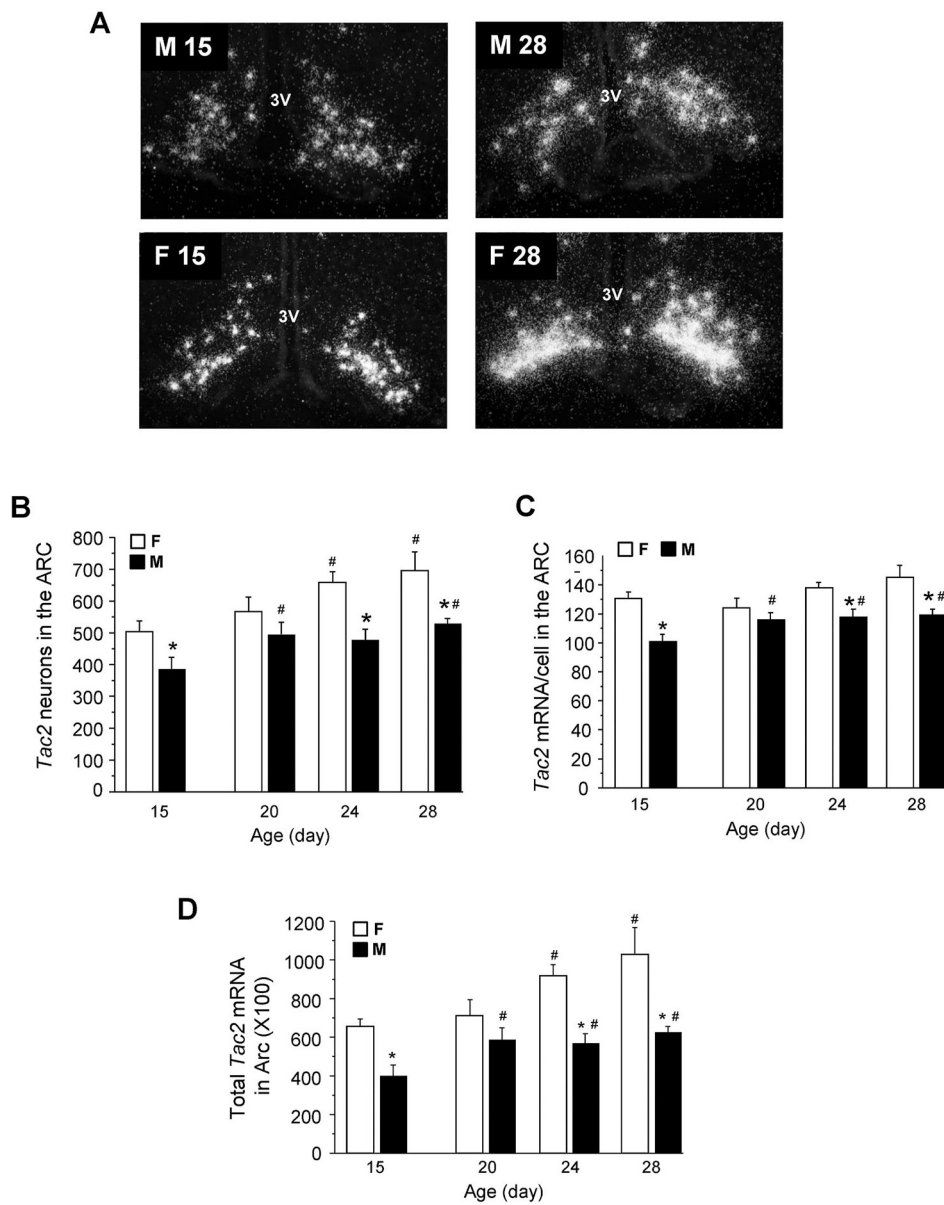 A
M 15
3V
M 28
3V
F 15
3V
F 28
3V
B
Tac2 neurons in the ARC
800
700
600
500
400
300
200
100
0
F
M
*
#
#
*
#
*#
15
20
24
28
Age (day)
C
Tac2 mRNA/cell in the ARC
160
140
120
100
80
60
40
20
0
F M
*
#
*#
*#
15
20
24
28
Age (day)
D
Total Tac2 mRNA
in Arc (X100)
1200
1000
800
600
400
200
0
F
M
*
#
#
* #
#
* #
15
20
24
28
Age (day)